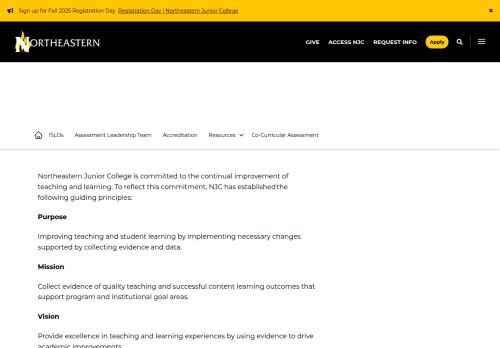 Sign up for Fall 2025 Registration Day Registration Day | Northeastern Junior College ×
NORTHEASTERN GIVE ACCESS NJC REQUEST INFO Apply
ISLOs Assessment Leadership Team Accreditation Resources Co-Curricular Assessment
Northeastern Junior College is committed to the continual improvement of
teaching and learning. To reflect this commitment, NJC has established the
following guiding principles:
Purpose
Improving teaching and student learning by implementing necessary changes
supported by collecting evidence and data.
Mission
Collect evidence of quality teaching and successful content learning outcomes that
support program and institutional goal areas.
Vision
Provide excellence in teaching and learning experiences by using evidence to drive
academic improvements.